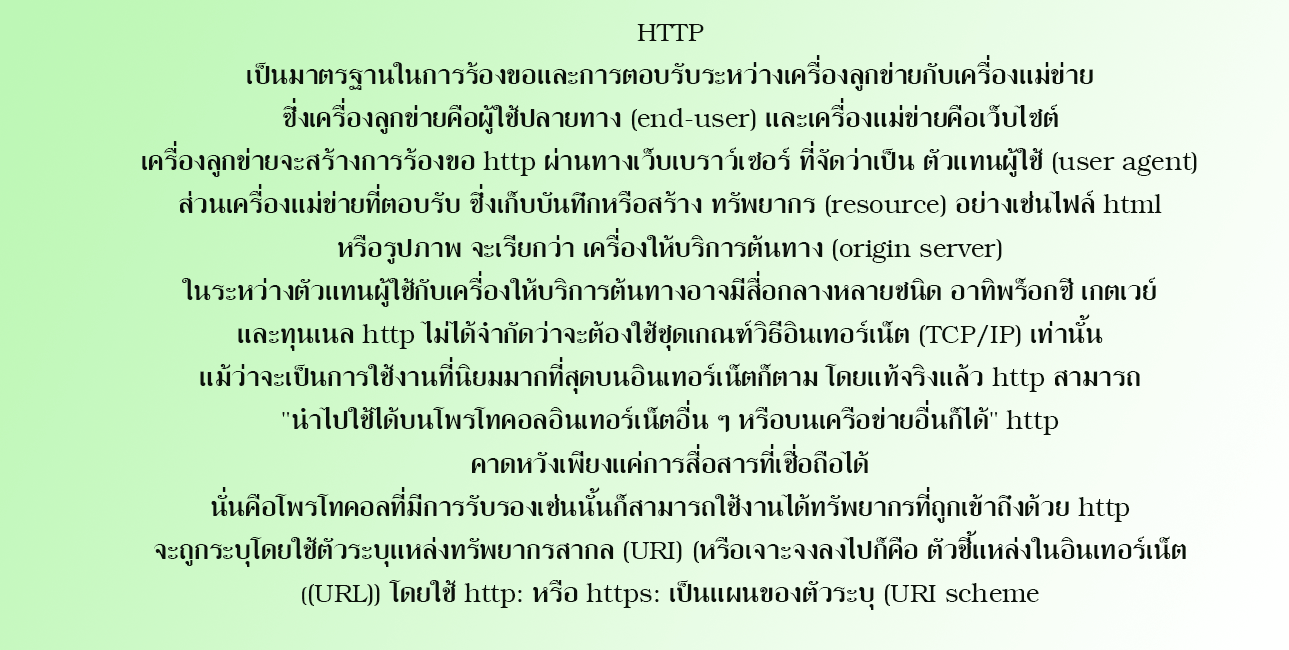 HTTP
เป็นมาตรฐานในการร้องขอและการตอบรับระหว่างเครื่องลูกข่ายกับเครื่องแม่ข่าย
ซึ่งเครื่องลูกข่ายคือผู้ใช้ปลายทาง (end-user) และเครื่องแม่ข่ายคือเว็บไซต์
เครื่องลูกข่ายจะสร้างการร้องขอ http ผ่านทางเว็บเบราว์เซอร์ ที่จัดว่าเป็น ตัวแทนผู้ใช้ (user agent)
ส่วนเครื่องแม่ข่ายที่ตอบรับ ซึ่งเก็บบันทึกหรือสร้าง ทรัพยากร (resource) อย่างเช่นไฟล์ html
หรือรูปภาพ จะเรียกว่า เครื่องให้บริการต้นทาง (origin server)
ในระหว่างตัวแทนผู้ใช้กับเครื่องให้บริการต้นทางอาจมีสื่อกลางหลายชนิด อาทิพร็อกซี เกตเวย์
และทุนเนล http ไม่ได้จำกัดว่าจะต้องใช้ชุดเกณฑ์วิธีอินเทอร์เน็ต (TCP/IP) เท่านั้น
แม้ว่าจะเป็นการใช้งานที่นิยมมากที่สุดบนอินเทอร์เน็ตก็ตาม โดยแท้จริงแล้ว http สามารถ
"นำไปใช้ได้บนโพรโทคอลอินเทอร์เน็ตอื่น ๆ หรือบนเครือข่ายอื่นก็ได้" http
คาดหวังเพียงแค่การสื่อสารที่เชื่อถือได้
นั่นคือโพรโทคอลที่มีการรับรองเช่นนั้นก็สามารถใช้งานได้ทรัพยากรที่ถูกเข้าถึงด้วย http
จะถูกระบุโดยใช้ตัวระบุแหล่งทรัพยากรสากล (URI) (หรือเจาะจงลงไปก็คือ ตัวชี้แหล่งในอินเทอร์เน็ต
((URL)) โดยใช้ http: หรือ https: เป็นแผนของตัวระบุ (URI scheme